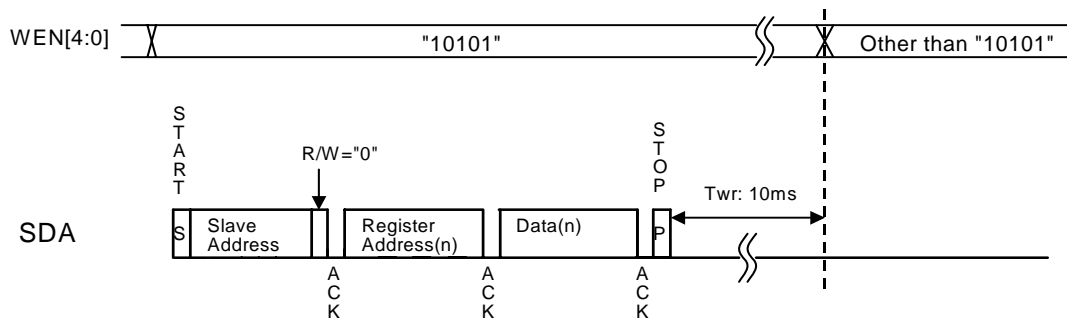 WEN[4:0]
"10101"
Other than "10101"
START
STOP
R/W="0"
Twr: 10ms
SDA
S
Slave
Address
Register
Address(n)
Data(n)
P
ACK
ACK
ACK